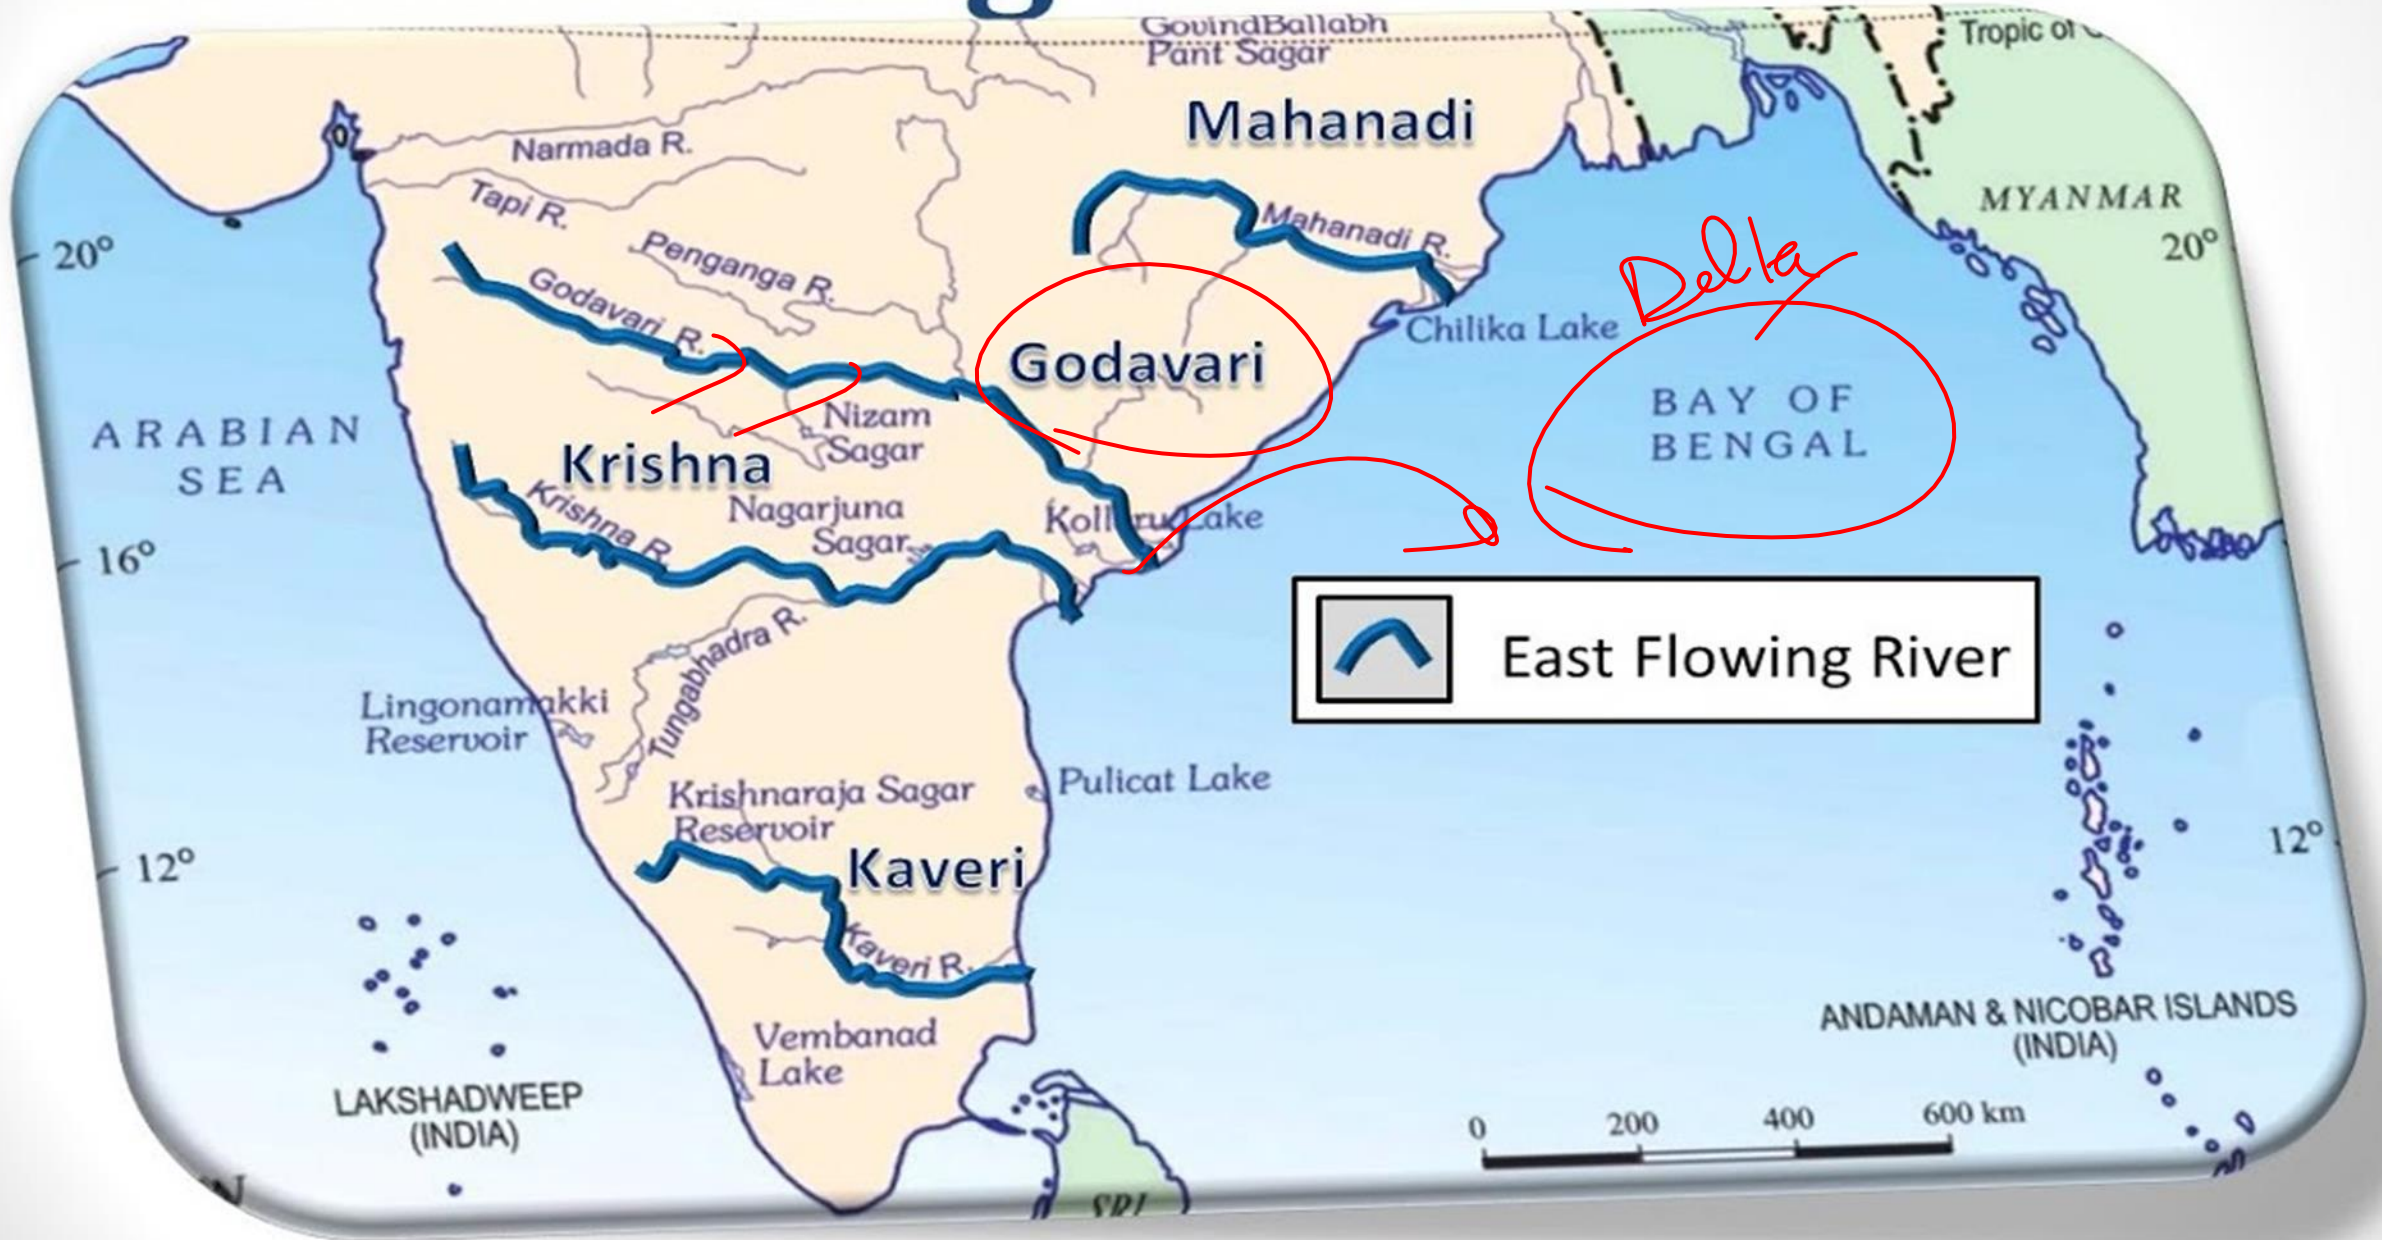 GovindBallabh
Pant Sagar
Tropic of
Mahanadi
Narmada R.
Tapi R.
MYANMAR
Mahanadi R.
20°
20°
Penganga R.
Delta
Godavari R.
Chilika Lake
Godavari
BAY OF
BENGAL
ARABIAN
SEA
Nizam
Sagar
Krishna
Krishna R.
Nagarjuna
Sagar
Kolleru Lake
16°
East Flowing River
Tungabhadra R.
Lingonamakki
Reservoir
Krishnaraja Sagar
Reservoir
Pulicat Lake
12°
12°
Kaveri
Kaveri R.
Vembanad
Lake
ANDAMAN & NICOBAR ISLANDS
(INDIA)
LAKSHADWEEP
(INDIA)
0 200 400 600 km
SRI